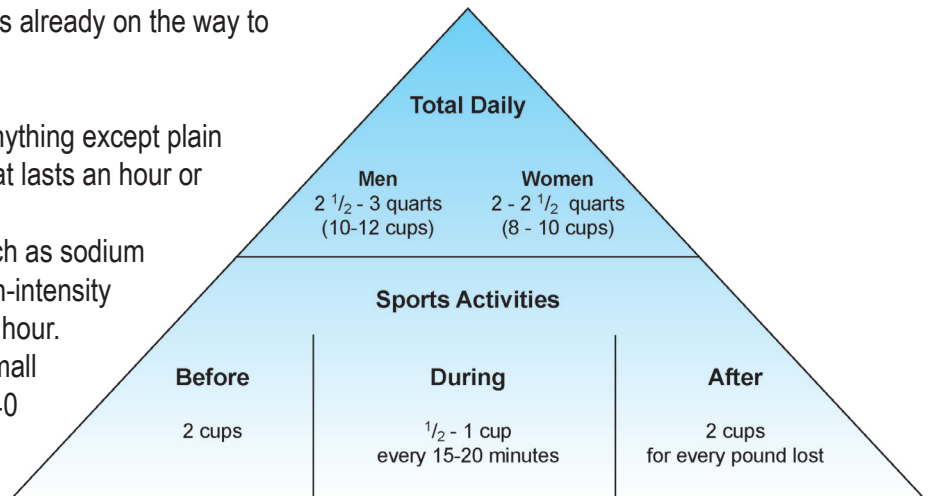 s already on the way to
nything except plain
at lasts an hour or
ch as sodium
n-intensity
hour.
mall
40
Total Daily
Men
2 1/2 - 3 quarts
(10-12 cups)
Women
2 - 2 1/2 quarts
(8 - 10 cups)
Sports Activities
Before
2 cups
During
1/2 - 1 cup
every 15-20 minutes
After
2 cups
for every pound lost